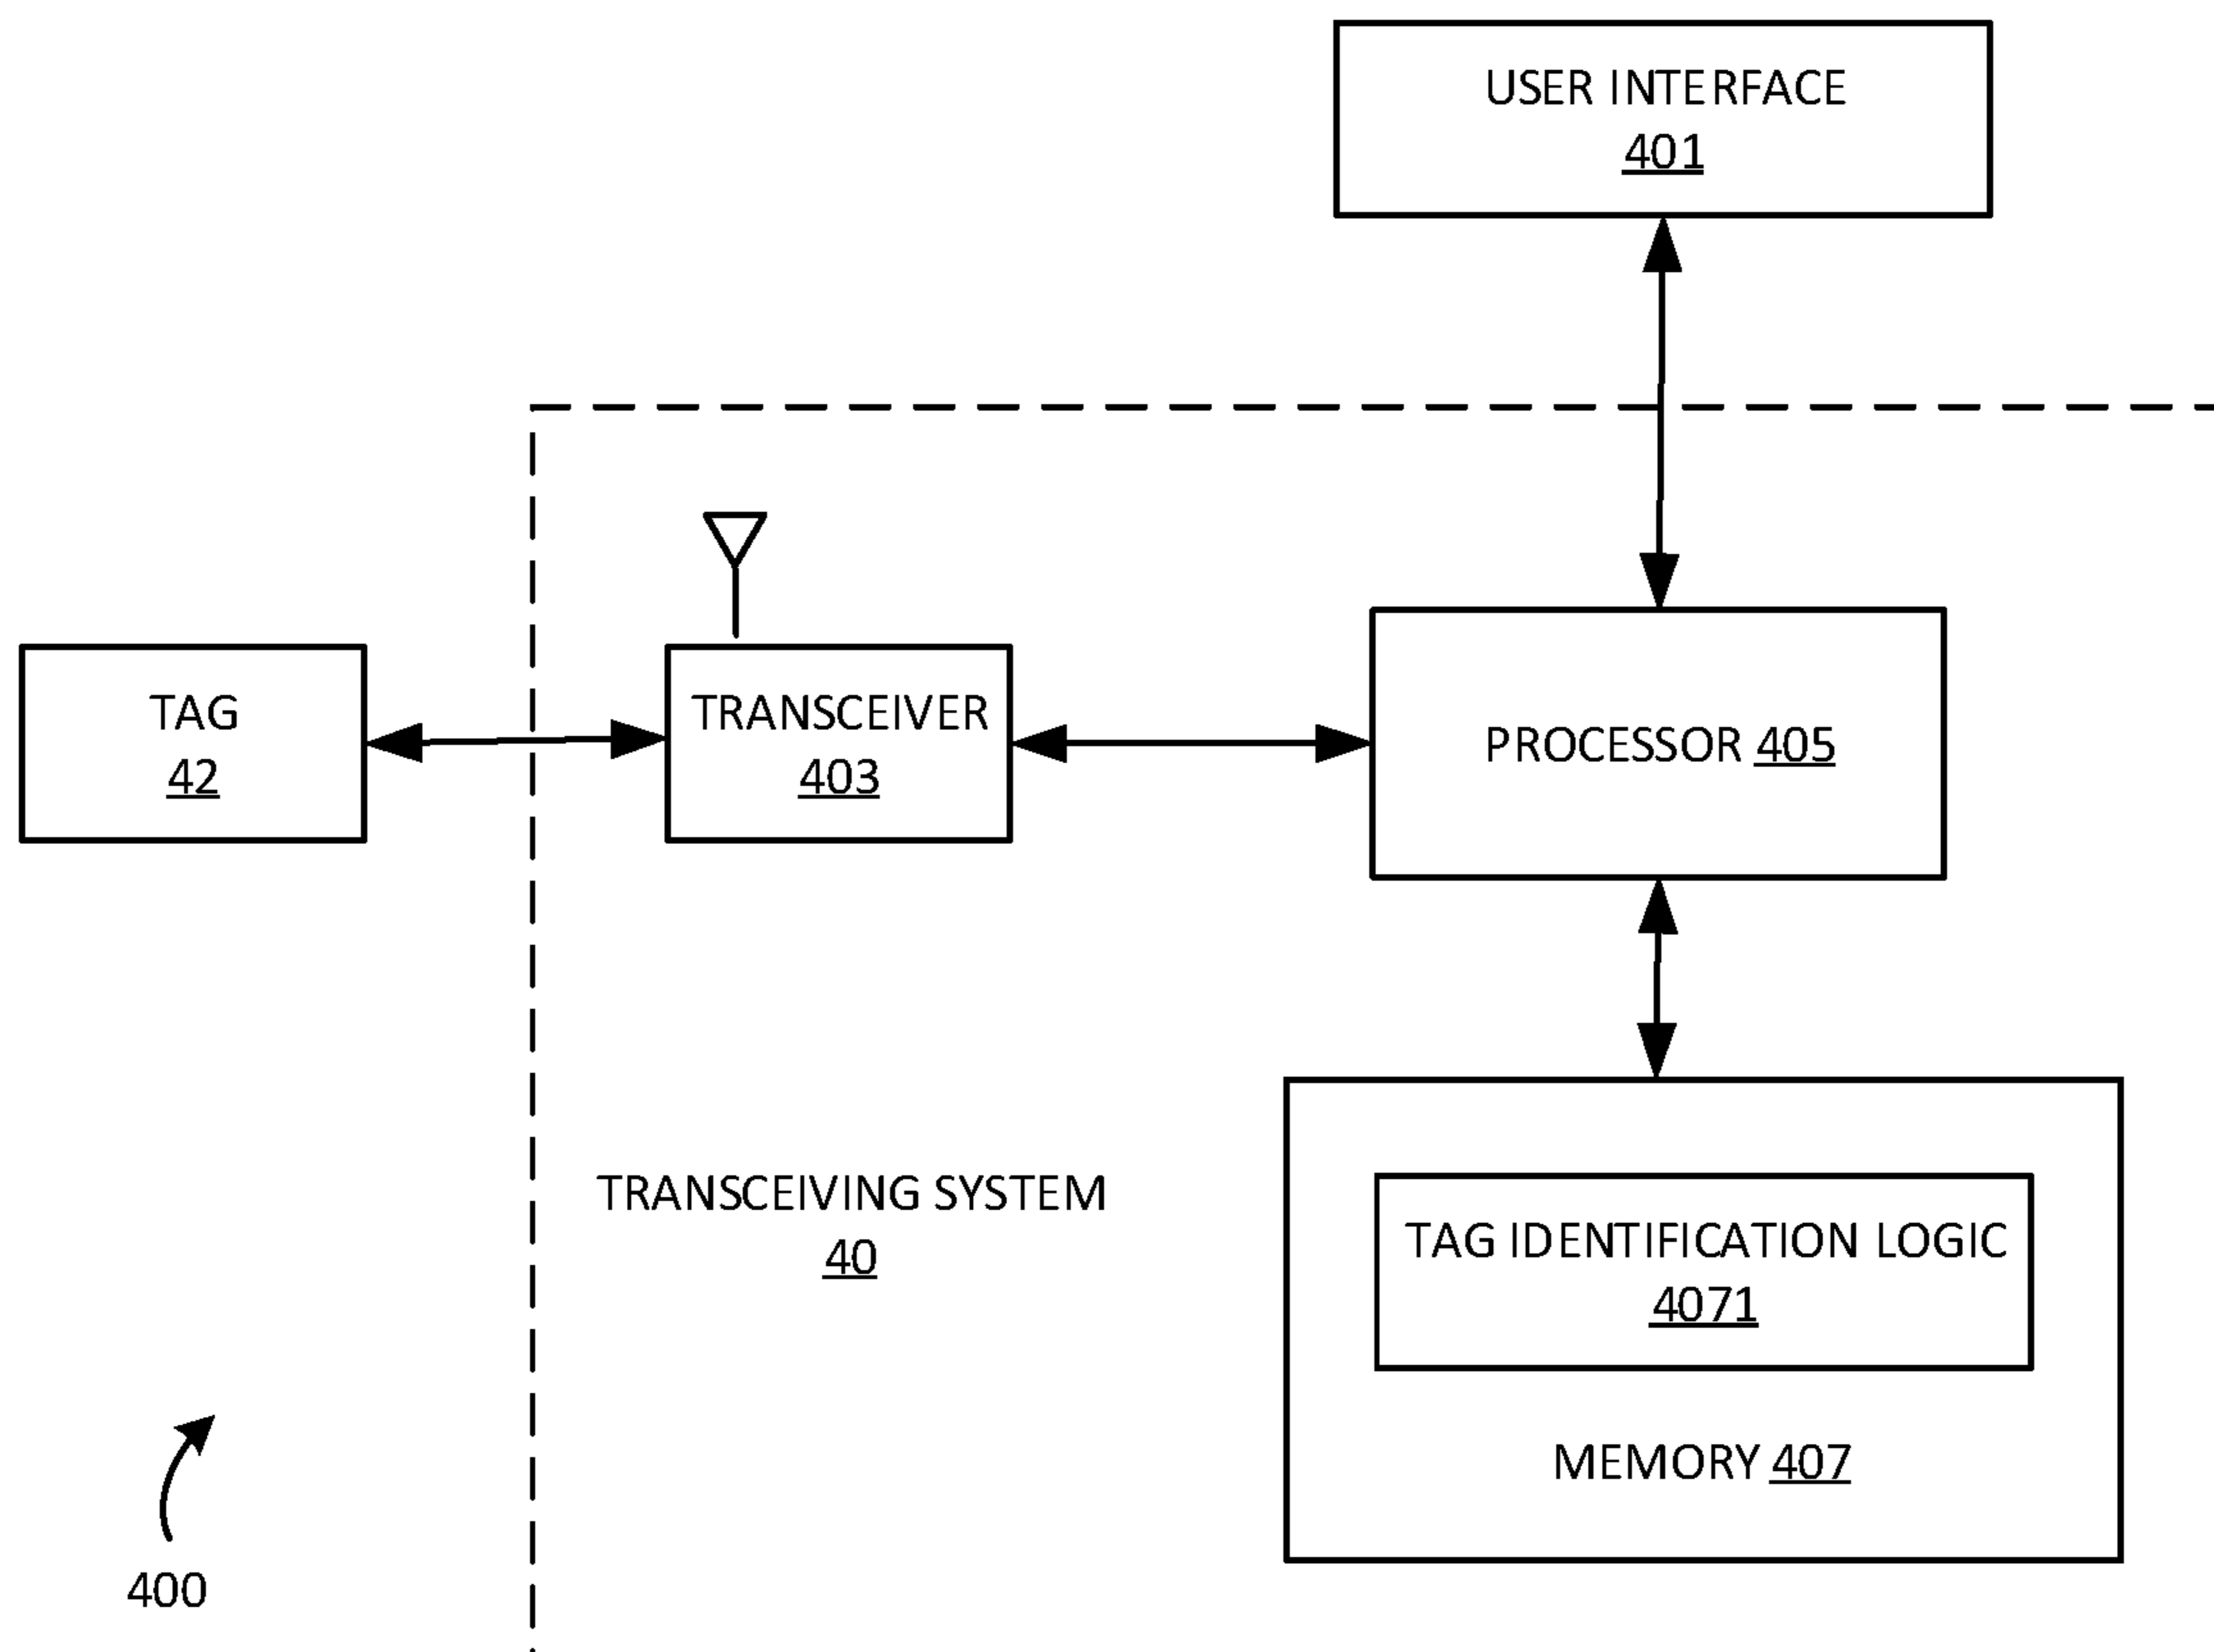 USER INTERFACE
401
TAG
42
TRANSCEIVER
403
PROCESSOR 405
TRANSCEIVING SYSTEM
40
TAG IDENTIFICATION LOGIC
4071
MEMORY 407
400